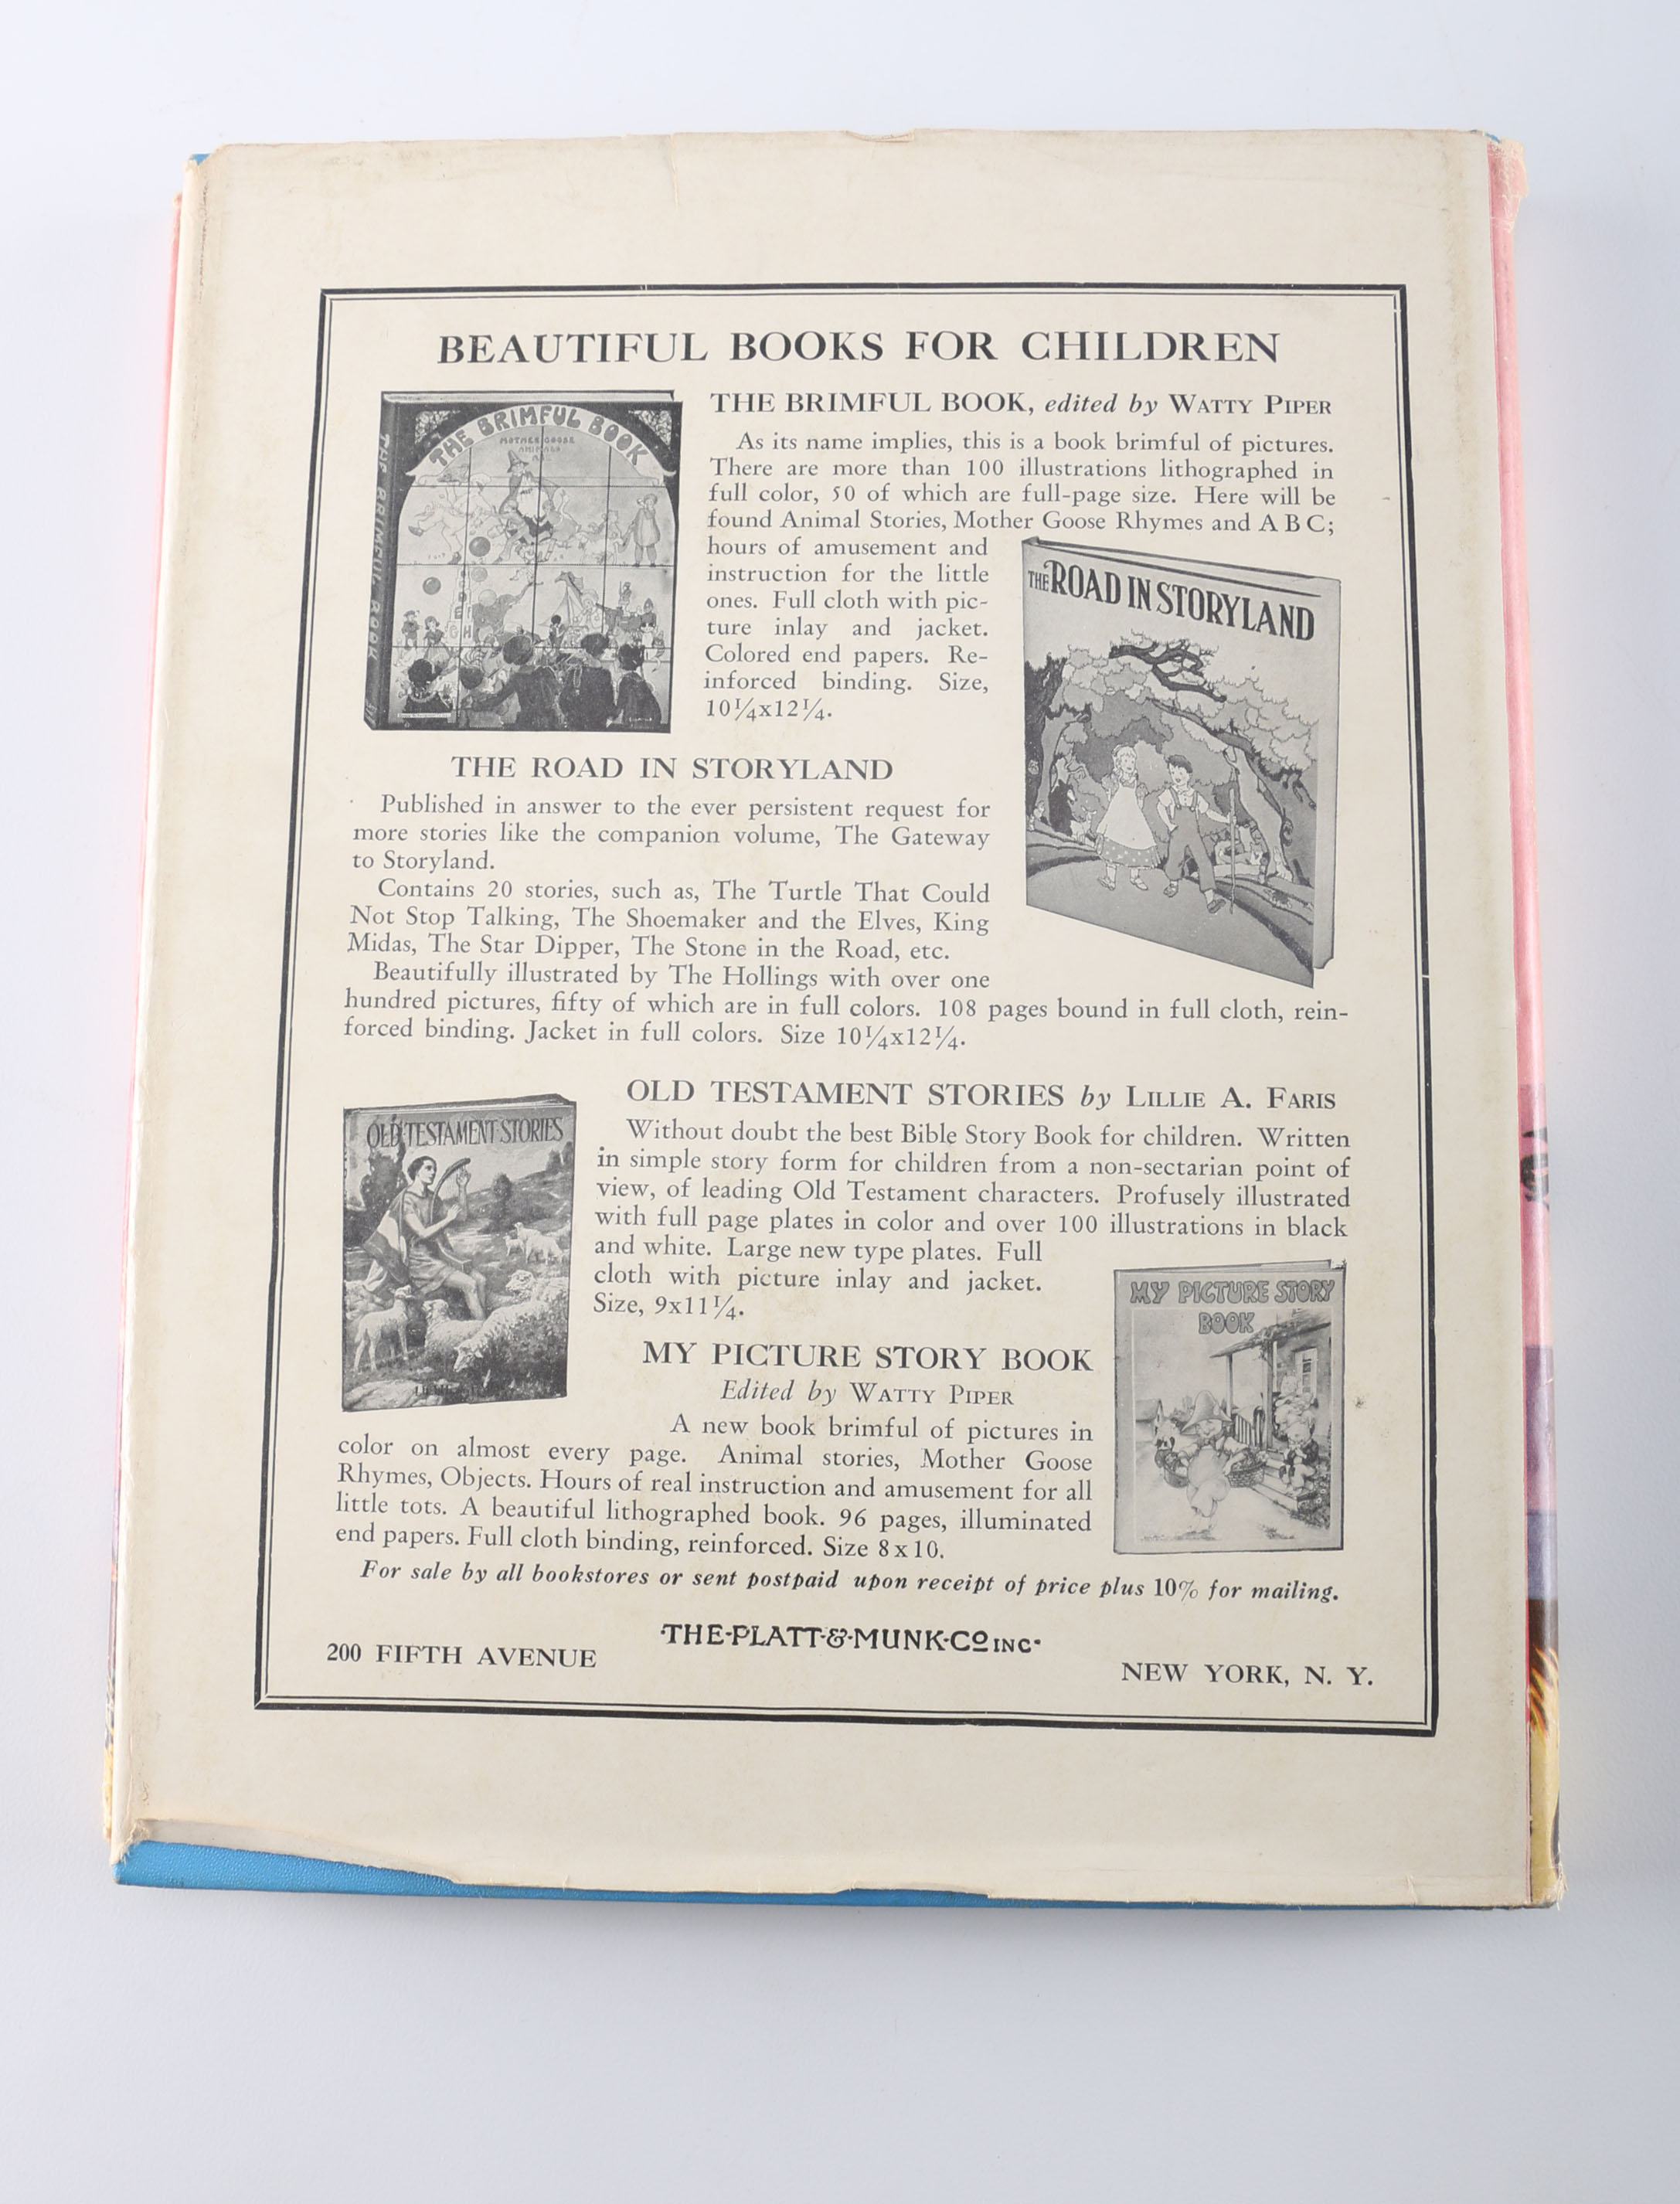 BEAUTIFUL BOOKS FOR CHILDREN
THE BRIMFUL BOOK
MOTHER GOOSE
THE BRIMFUL BOOK
THE BRIMFUL BOOK, edited by WATTY PIPER
As its name implies, this is a book brimful of pictures.
There are more than 100 illustrations lithographed in
full color, 50 of which are full-page size. Here will be
found Animal Stories, Mother Goose Rhymes and A B C;
hours of amusement and
instruction for the little
ones. Full cloth with pic-
ture inlay and jacket.
Colored end papers. Re-
inforced binding. Size,
10¼x12¼.
THE ROAD IN STORYLAND
THE ROAD IN STORYLAND
Published in answer to the ever persistent request for
more stories like the companion volume, The Gateway
to Storyland.
Contains 20 stories, such as, The Turtle That Could
Not Stop Talking, The Shoemaker and the Elves, King
Midas, The Star Dipper, The Stone in the Road, etc.
Beautifully illustrated by The Hollings with over one
hundred pictures, fifty of which are in full colors. 108 pages bound in full cloth, rein-
forced binding. Jacket in full colors. Size 10¼x12¼.
OLD TESTAMENT STORIES
OLD TESTAMENT STORIES by LILLIE A. FARIS
Without doubt the best Bible Story Book for children. Written
in simple story form for children from a non-sectarian point of
view, of leading Old Testament characters. Profusely illustrated
with full page plates in color and over 100 illustrations in black
and white. Large new type plates. Full
cloth with picture inlay and jacket.
Size, 9x11¼.
MY PICTURE STORY
BOOK
MY PICTURE STORY BOOK
Edited by WATTY PIPER
A new book brimful of pictures in
color on almost every page. Animal stories, Mother Goose
Rhymes, Objects. Hours of real instruction and amusement for all
little tots. A beautiful lithographed book. 96 pages, illuminated
end papers. Full cloth binding, reinforced. Size 8x10.
For sale by all bookstores or sent postpaid upon receipt of price plus 10% for mailing.
·THE·PLATT·&·MUNK·Co INC·
200 FIFTH AVENUE
NEW YORK, N. Y.